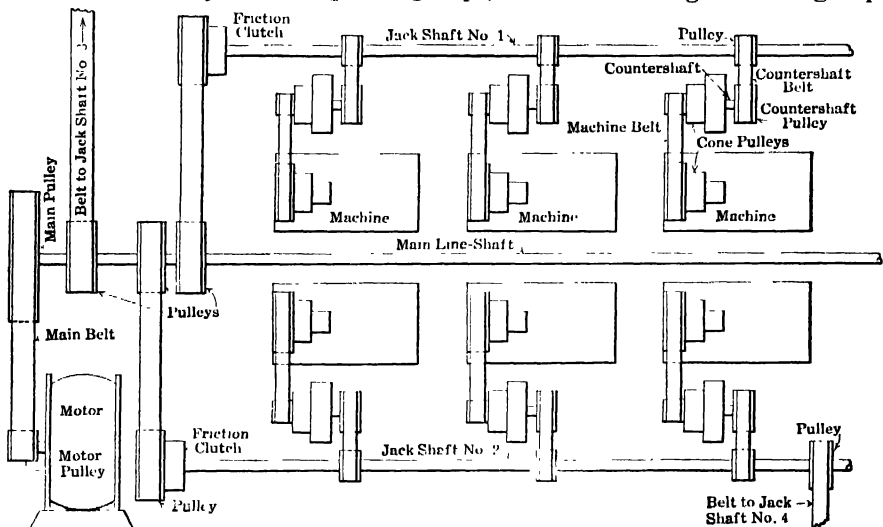 Friction
Clutch
Jack Shaft No. 1
Pulley
Countershaft
Countershaft
Belt
Countershaft
Pulley
Machine Belt
Cone Pulleys
Belt to Jack Shaft No. 3
Main Pulley
Machine
Machine
Machine
Main Line-Shaft
Pulleys
Main Belt
Motor
Motor
Pulley
Friction
Clutch
Jack Shaft No. 2
Pulley
Pulley
Belt to Jack
Shaft No. 4